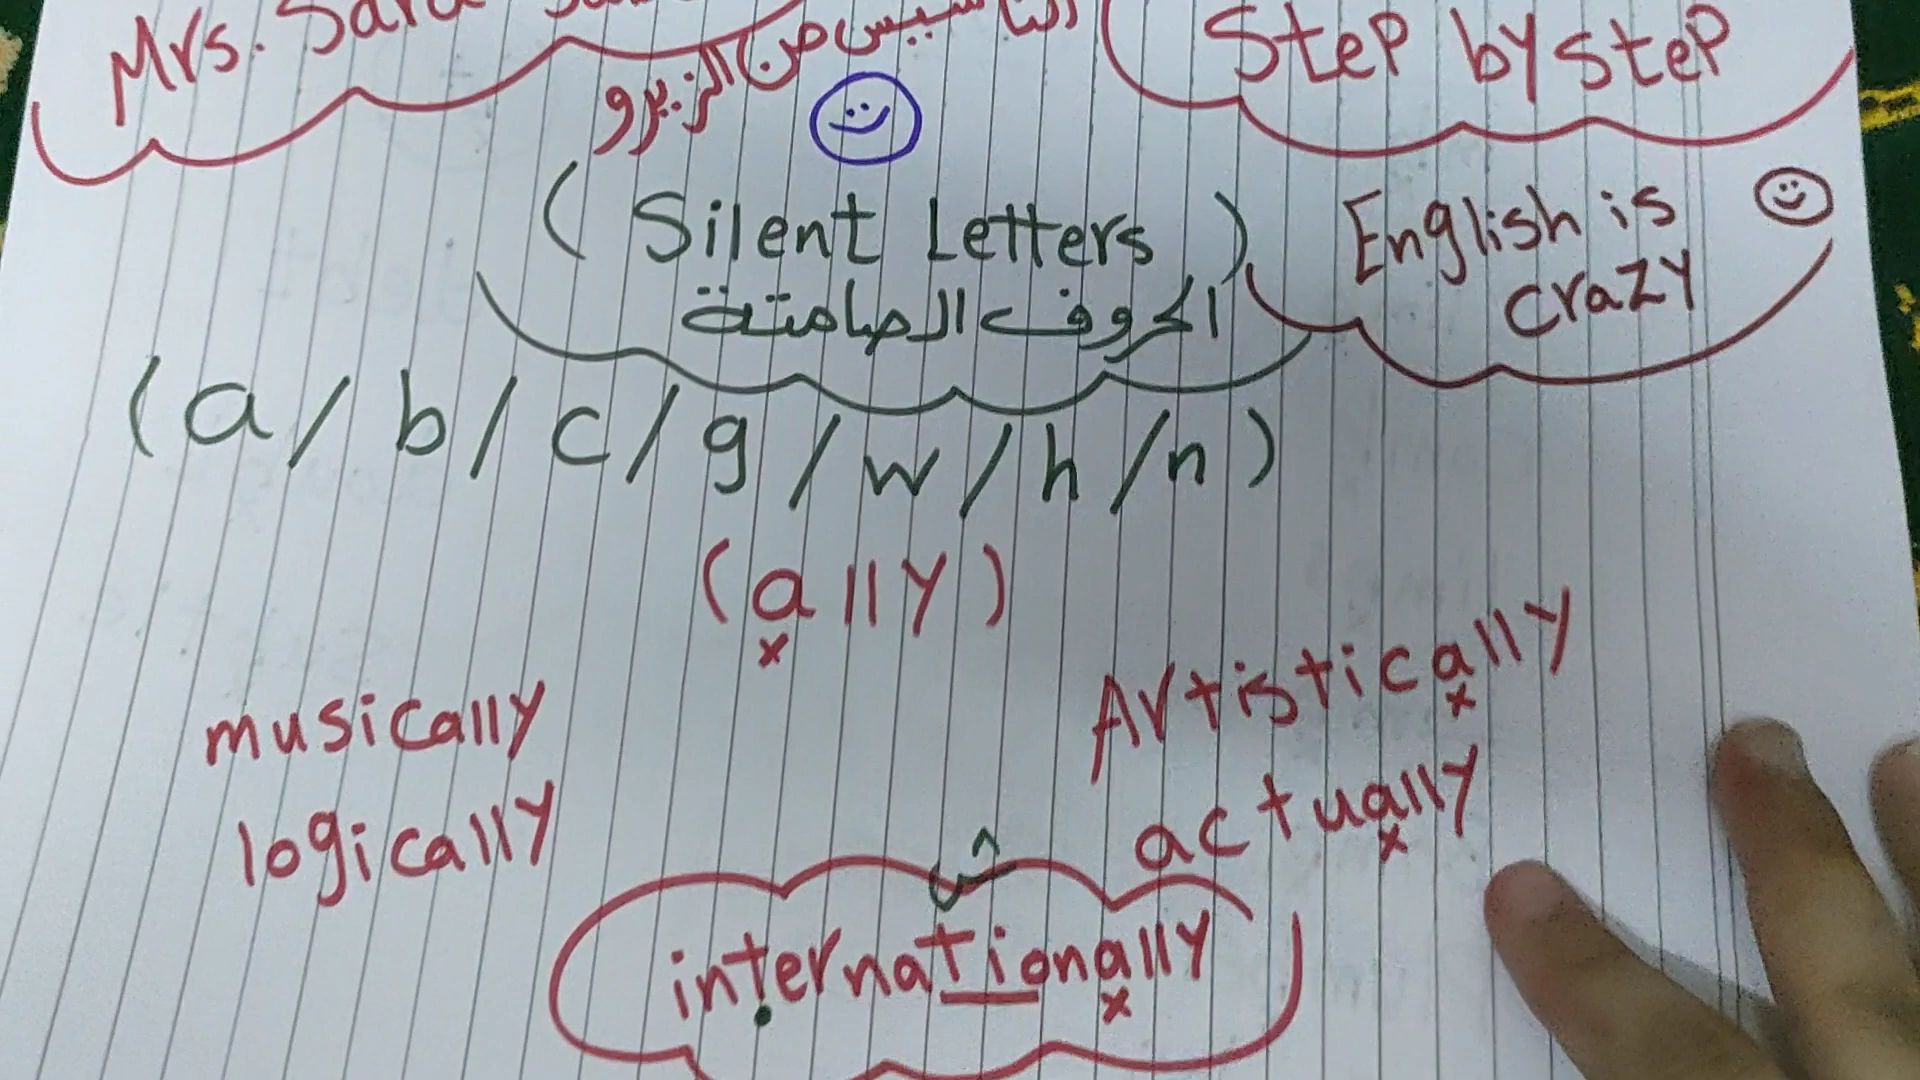 Mrs. Sara
التأسيس من الزيرو
Step by step
(Silent Letters)
الحروف الصامتة
English is
crazy
(a/b/c/g/w/h/n)
(ally)
x
musically
Artistically
x
logically
actually
x
internationally
x